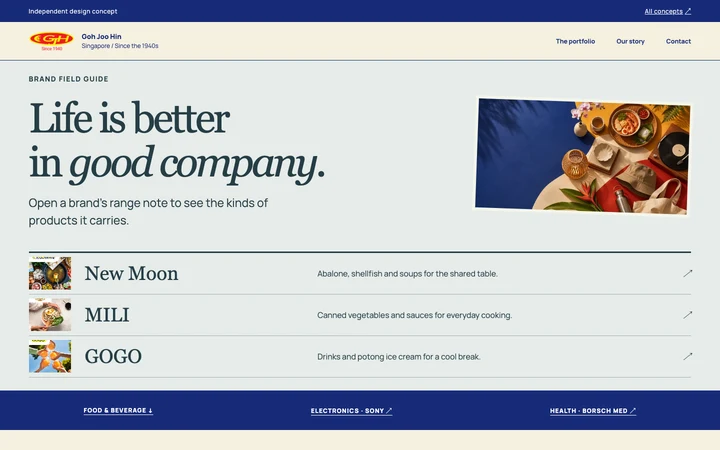 Independent design concept
All concepts ↗
GGH
Since 1940
Goh Joo Hin
Singapore / Since the 1940s
The portfolio
Our story
Contact
BRAND FIELD GUIDE
Life is better
in good company.
Open a brand's range note to see the kinds of
products it carries.
New Moon
Abalone, shellfish and soups for the shared table.
↗
MILI
Canned vegetables and sauces for everyday cooking.
↗
GOGO
Drinks and potong ice cream for a cool break.
↗
FOOD & BEVERAGE ↓
ELECTRONICS · SONY ↗
HEALTH · BORSCH MED ↗